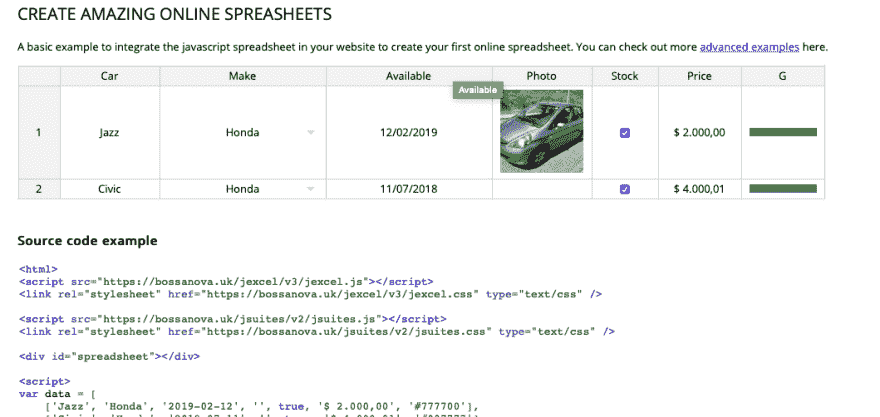 CREATE AMAZING ONLINE SPREASHEETS
A basic example to integrate the javascript spreadsheet in your website to create your first online spreadsheet. You can check out more advanced examples here.
Car Make Available Photo Stock Price G
Available
1 Jazz Honda 12/02/2019 $ 2.000,00
2 Civic Honda 11/07/2018 $ 4.000,01
Source code example
<html>
<script src="https://bossanova.uk/jexcel/v3/jexcel.js"></script>
<link rel="stylesheet" href="https://bossanova.uk/jexcel/v3/jexcel.css" type="text/css" />
<script src="https://bossanova.uk/jsuites/v2/jsuites.js"></script>
<link rel="stylesheet" href="https://bossanova.uk/jsuites/v2/jsuites.css" type="text/css" />
<div id="spreadsheet"></div>
<script>
var data = [
['Jazz', 'Honda', '2019-02-12', '', true, '$ 2.000,00', '#777700'],